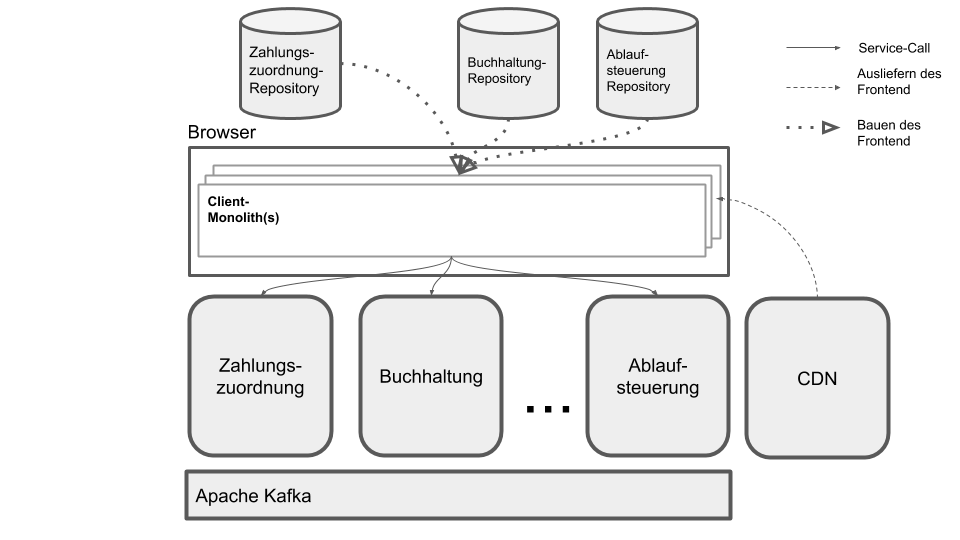 Zahlungs-
zuordnung-
Repository
Buchhaltung-
Repository
Ablauf-
steuerung
Repository
Service-Call
Ausliefern des
Frontend
Bauen des
Frontend
Browser
Client-
Monolith(s)
Zahlungs-
zuordnung
Buchhaltung
...
Ablauf-
steuerung
CDN
Apache Kafka